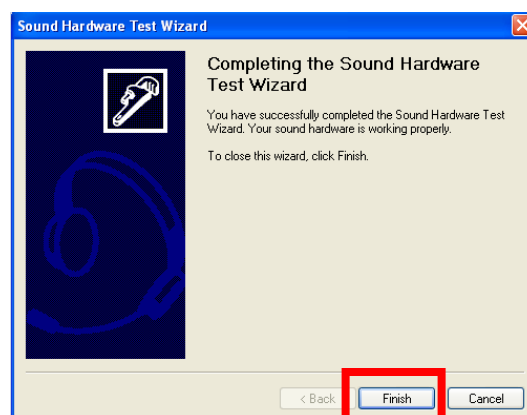 Sound Hardware Test Wizard
Completing the Sound Hardware
Test Wizard
You have successfully completed the Sound Hardware Test
Wizard. Your sound hardware is working properly.
To close this wizard, click Finish.
< Back
Finish
Cancel